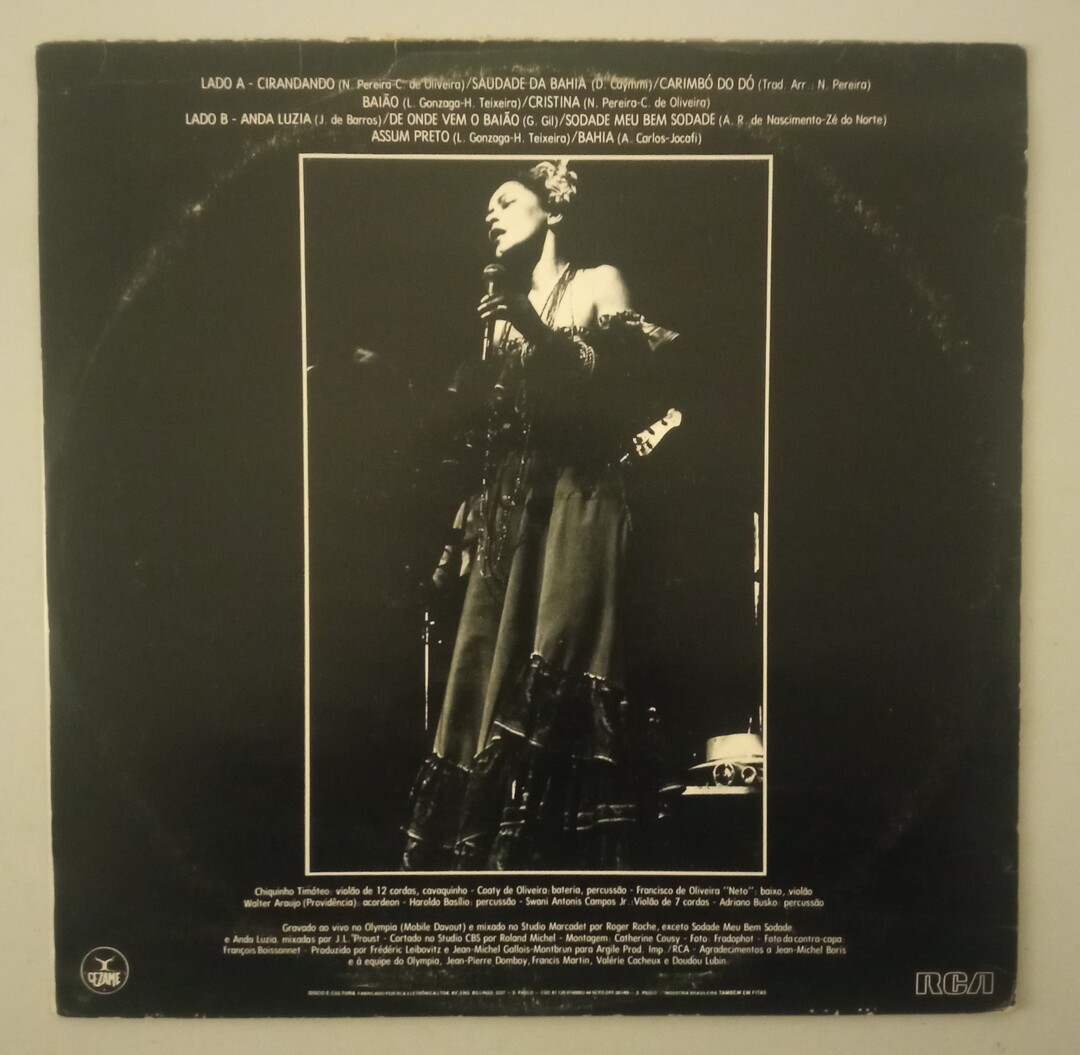 LADO A - CIRANDANDO (N. Pereira-C. de Oliveira)/SAUDADE DA BAHIA (D. Caymmi)/CARIMBÓ DO DÓ (Trad. Arr.: N. Pereira)
BAIÃO (L. Gonzaga-H. Teixeira)/CRISTINA (N. Pereira-C. de Oliveira)
LADO B - ANDA LUZIA (J. de Barros)/DE ONDE VEM O BAIÃO (G. Gil)/SODADE MEU BEM SODADE (A. R. de Nascimento-Zé do Norte)
ASSUM PRETO (L. Gonzaga-H. Teixeira)/BAHIA (A. Carlos-Jocafi)
Chiquinho Timóteo: violão de 12 cordas, cavaquinho - Coaty de Oliveira: bateria, percussão - Francisco de Oliveira "Neto": baixo, violão
Walter Araujo (Providência): acordeon - Haroldo Basílio: percussão - Swani Antonis Campos Jr.: Violão de 7 cordas - Adriano Busko: percussão
Gravado ao vivo no Olympia (Mobile Davout) e mixado no Studio Marcadet por Roger Roche, exceto Sodade Meu Bem Sodade
e Anda Luzia, mixadas por J.L. Proust - Cortado no Studio CBS por Roland Michel - Montagem: Catherine Cousy - Foto: Fradophot - Foto da contra-capa:
François Boissonnet - Produzido por Frédéric Leibovitz e Jean-Michel Gallois-Montbrun para Argile Prod. Imp./RCA - Agradecimentos a Jean-Michel Boris
e à equipe do Olympia, Jean-Pierre Domboy, Francis Martin, Valérie Cacheux e Doudou Lubin.
CEZAME
RCA
DISCO É CULTURA
INDÚSTRIA BRASILEIRA TAMBÉM EM FITAS